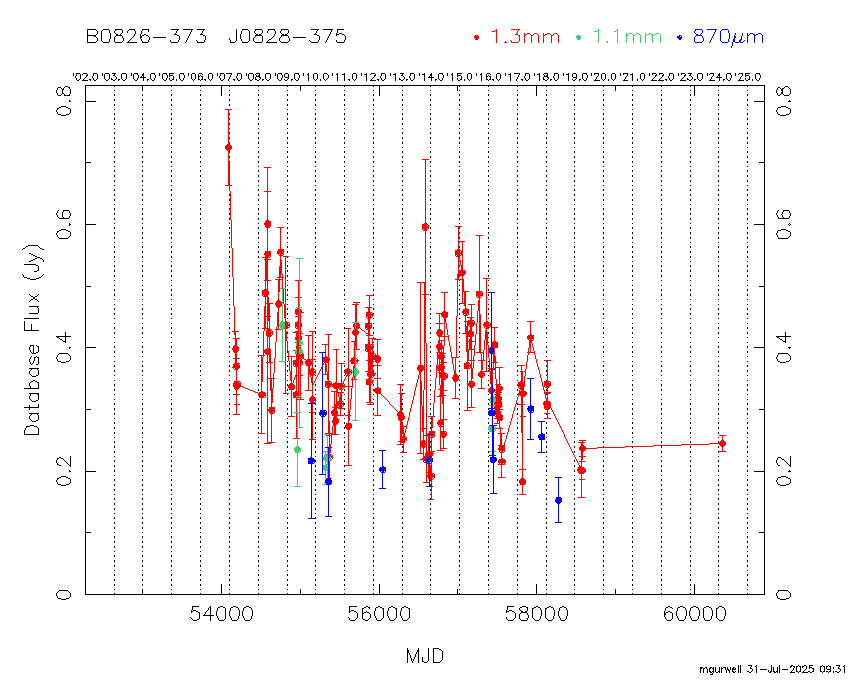 B0826-373 J0828-375 1.3mm 1.1mm 870μm
'02.0 '03.0 '04.0 '05.0 '06.0 '07.0 '08.0 '09.0 '10.0 '11.0 '12.0 '13.0 '14.0 '15.0 '16.0 '17.0 '18.0 '19.0 '20.0 '21.0 '22.0 '23.0 '24.0 '25.0
0.8 0.8
0.6 0.6
Database Flux (Jy)
0.4 0.4
0.2 0.2
0 0
54000 56000 58000 60000
MJD
mgurwell 31-Jul-2025 09:31